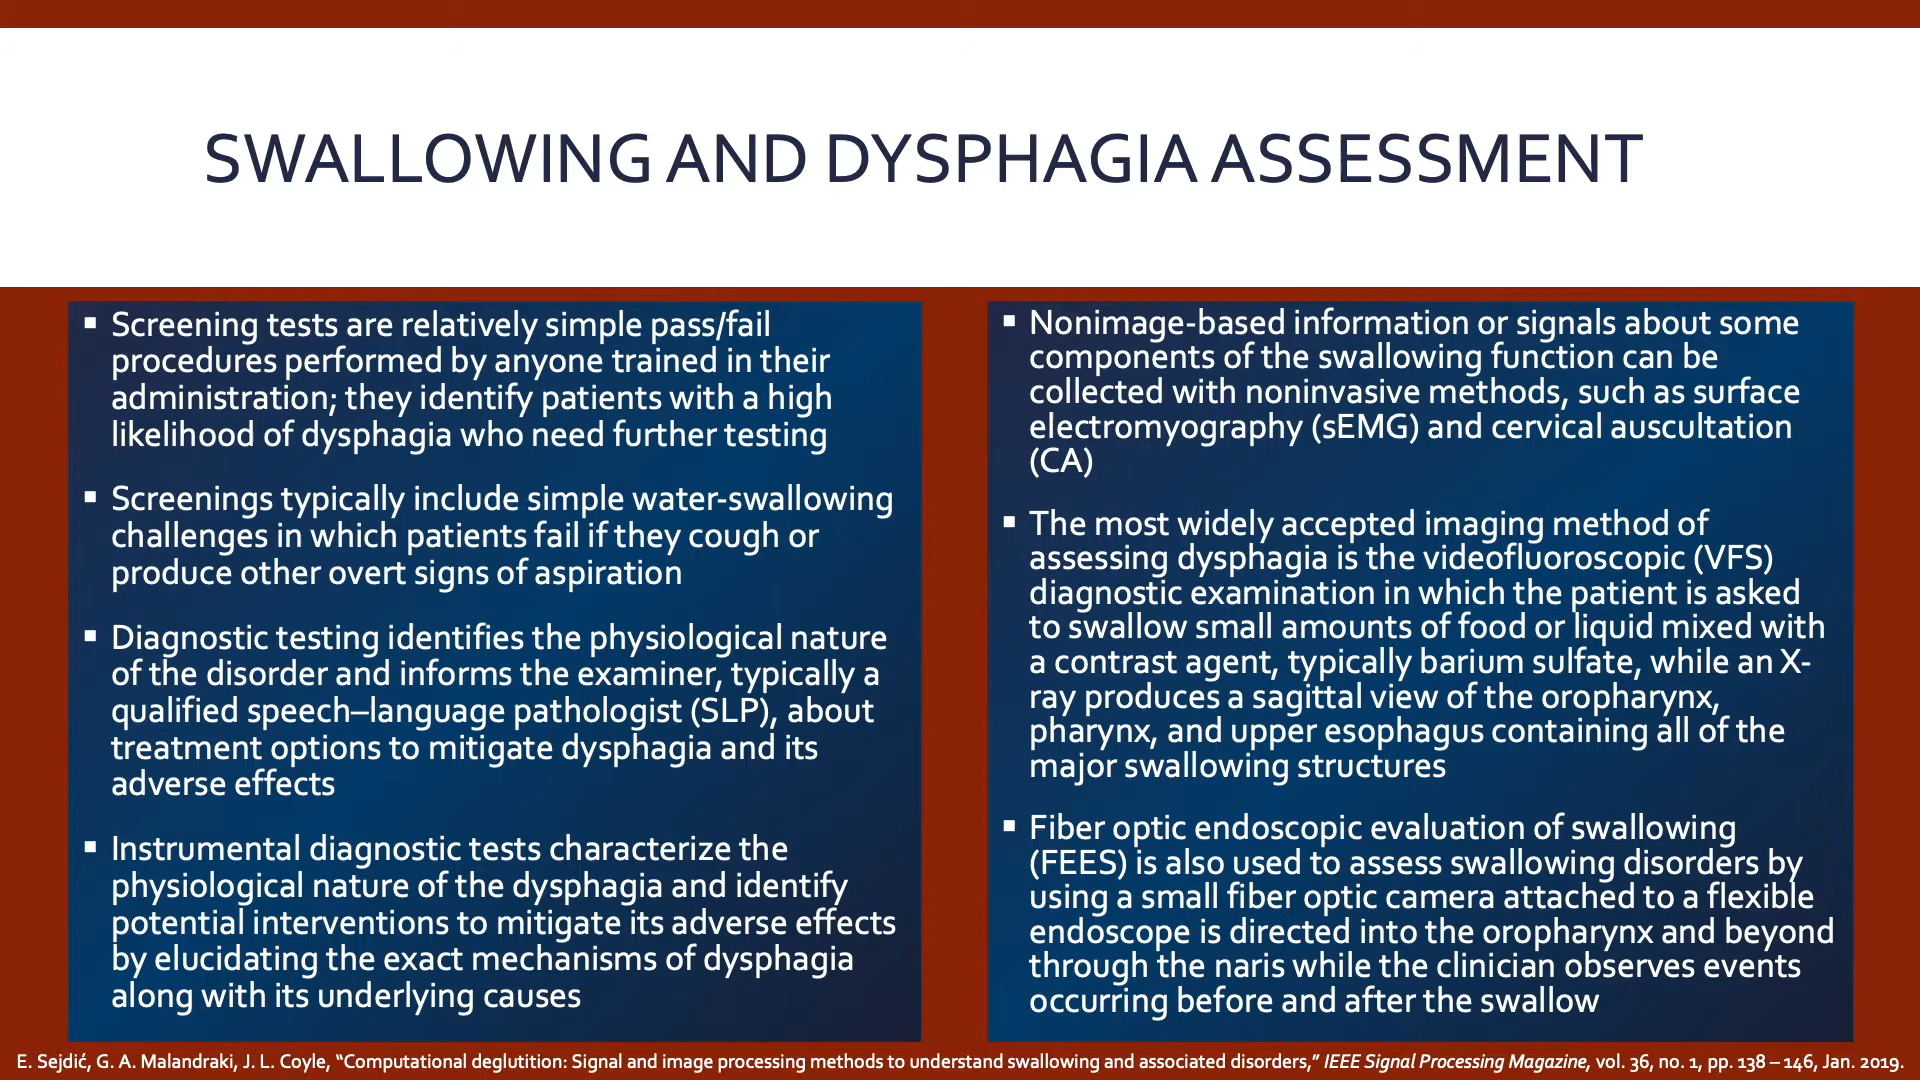 SWALLOWING AND DYSPHAGIA ASSESSMENT
▪ Screening tests are relatively simple pass/fail
procedures performed by anyone trained in their
administration; they identify patients with a high
likelihood of dysphagia who need further testing
▪ Screenings typically include simple water-swallowing
challenges in which patients fail if they cough or
produce other overt signs of aspiration
▪ Diagnostic testing identifies the physiological nature
of the disorder and informs the examiner, typically a
qualified speech–language pathologist (SLP), about
treatment options to mitigate dysphagia and its
adverse effects
▪ Instrumental diagnostic tests characterize the
physiological nature of the dysphagia and identify
potential interventions to mitigate its adverse effects
by elucidating the exact mechanisms of dysphagia
along with its underlying causes
▪ Nonimage-based information or signals about some
components of the swallowing function can be
collected with noninvasive methods, such as surface
electromyography (sEMG) and cervical auscultation
(CA)
▪ The most widely accepted imaging method of
assessing dysphagia is the videofluoroscopic (VFS)
diagnostic examination in which the patient is asked
to swallow small amounts of food or liquid mixed with
a contrast agent, typically barium sulfate, while an X-
ray produces a sagittal view of the oropharynx,
pharynx, and upper esophagus containing all of the
major swallowing structures
▪ Fiber optic endoscopic evaluation of swallowing
(FEES) is also used to assess swallowing disorders by
using a small fiber optic camera attached to a flexible
endoscope is directed into the oropharynx and beyond
through the naris while the clinician observes events
occurring before and after the swallow
E. Sejdić, G. A. Malandraki, J. L. Coyle, “Computational deglutition: Signal and image processing methods to understand swallowing and associated disorders,” IEEE Signal Processing Magazine, vol. 36, no. 1, pp. 138 – 146, Jan. 2019.